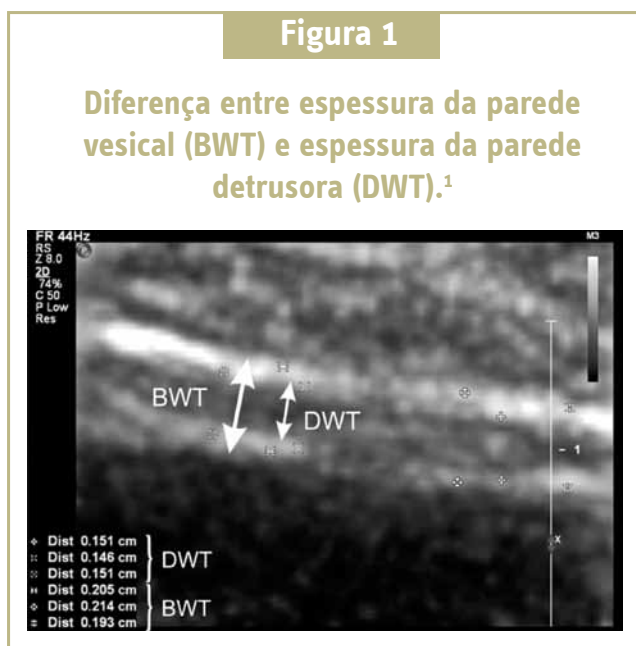 Figura 1
Diferença entre espessura da parede
vesical (BWT) e espessura da parede
detrusora (DWT).¹
FR 44Hz
RS
Z 8.0
2D
74%
C 50
P Low
Res
M3
BWT
DWT
- 1
x
Dist 0.151 cm
Dist 0.146 cm
Dist 0.151 cm
DWT
Dist 0.205 cm
Dist 0.214 cm
Dist 0.193 cm
BWT